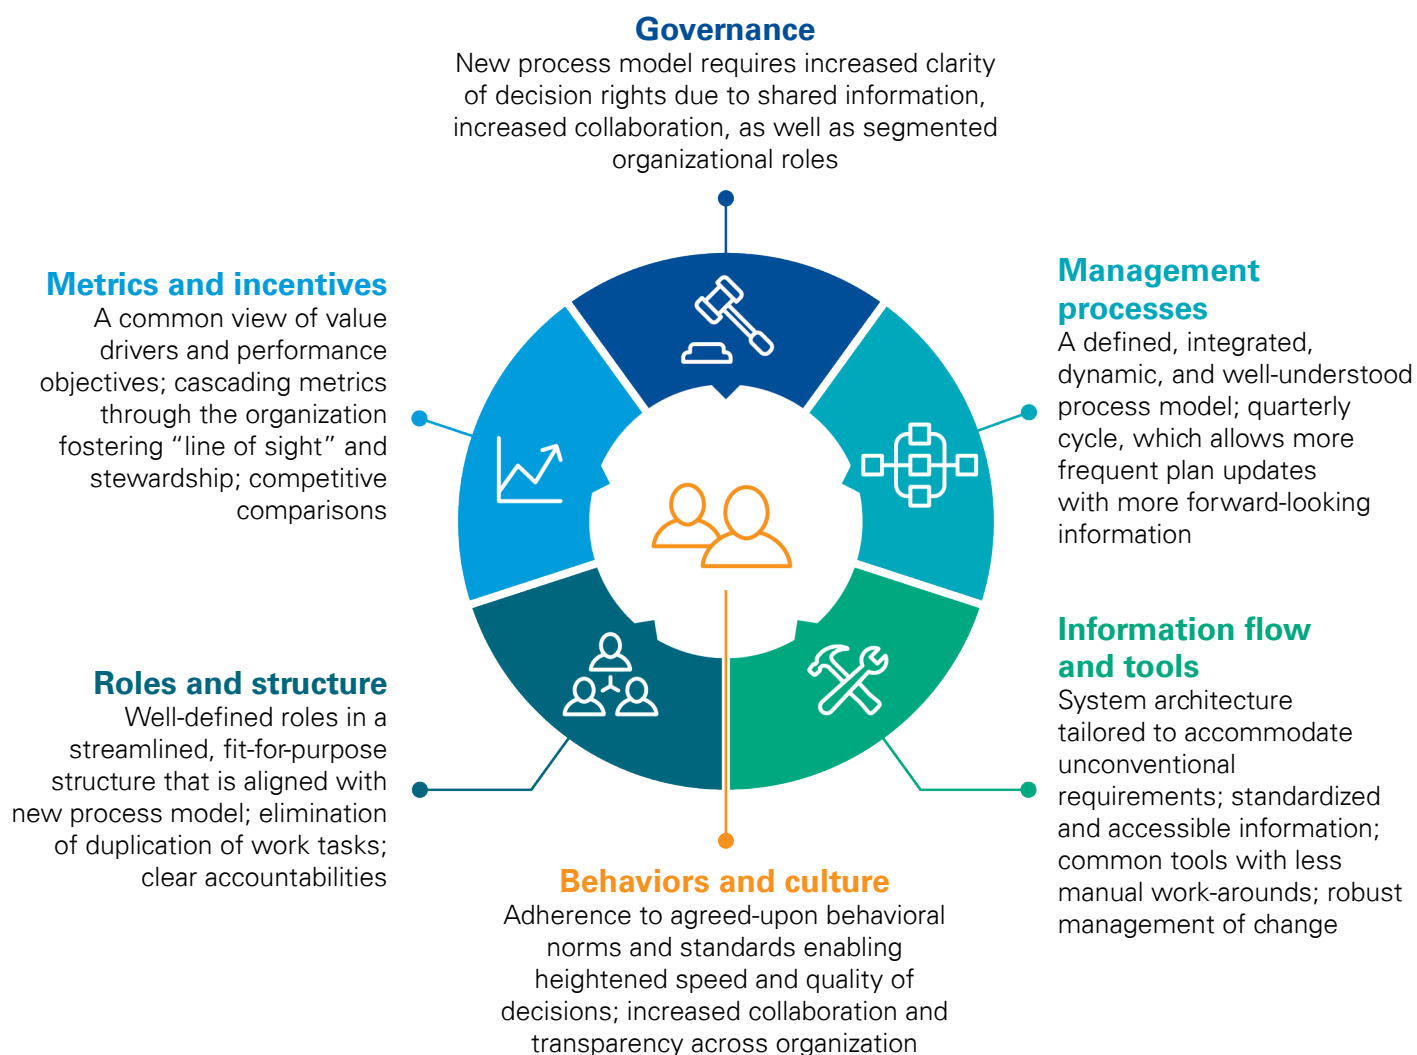 Governance
New process model requires increased clarity
of decision rights due to shared information,
increased collaboration, as well as segmented
organizational roles
Management
processes
A defined, integrated,
dynamic, and well-understood
process model; quarterly
cycle, which allows more
frequent plan updates
with more forward-looking
information
Information flow
and tools
System architecture
tailored to accommodate
unconventional
requirements; standardized
and accessible information;
common tools with less
manual work-arounds; robust
management of change
Behaviors and culture
Adherence to agreed-upon behavioral
norms and standards enabling
heightened speed and quality of
decisions; increased collaboration and
transparency across organization
Roles and structure
Well-defined roles in a
streamlined, fit-for-purpose
structure that is aligned with
new process model; elimination
of duplication of work tasks;
clear accountabilities
Metrics and incentives
A common view of value
drivers and performance
objectives; cascading metrics
through the organization
fostering “line of sight” and
stewardship; competitive
comparisons